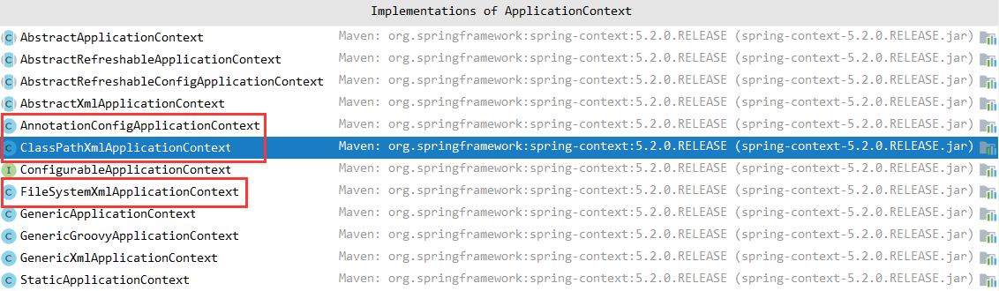 Implementations of ApplicationContext
C AbstractApplicationContext Maven: org.springframework:spring-context:5.2.0.RELEASE (spring-context-5.2.0.RELEASE.jar)
C AbstractRefreshableApplicationContext Maven: org.springframework:spring-context:5.2.0.RELEASE (spring-context-5.2.0.RELEASE.jar)
C AbstractRefreshableConfigApplicationContext Maven: org.springframework:spring-context:5.2.0.RELEASE (spring-context-5.2.0.RELEASE.jar)
C AbstractXmlApplicationContext Maven: org.springframework:spring-context:5.2.0.RELEASE (spring-context-5.2.0.RELEASE.jar)
C AnnotationConfigApplicationContext Maven: org.springframework:spring-context:5.2.0.RELEASE (spring-context-5.2.0.RELEASE.jar)
C ClassPathXmlApplicationContext Maven: org.springframework:spring-context:5.2.0.RELEASE (spring-context-5.2.0.RELEASE.jar)
I ConfigurableApplicationContext Maven: org.springframework:spring-context:5.2.0.RELEASE (spring-context-5.2.0.RELEASE.jar)
C FileSystemXmlApplicationContext Maven: org.springframework:spring-context:5.2.0.RELEASE (spring-context-5.2.0.RELEASE.jar)
C GenericApplicationContext Maven: org.springframework:spring-context:5.2.0.RELEASE (spring-context-5.2.0.RELEASE.jar)
C GenericGroovyApplicationContext Maven: org.springframework:spring-context:5.2.0.RELEASE (spring-context-5.2.0.RELEASE.jar)
C GenericXmlApplicationContext Maven: org.springframework:spring-context:5.2.0.RELEASE (spring-context-5.2.0.RELEASE.jar)
C StaticApplicationContext Maven: org.springframework:spring-context:5.2.0.RELEASE (spring-context-5.2.0.RELEASE.jar)